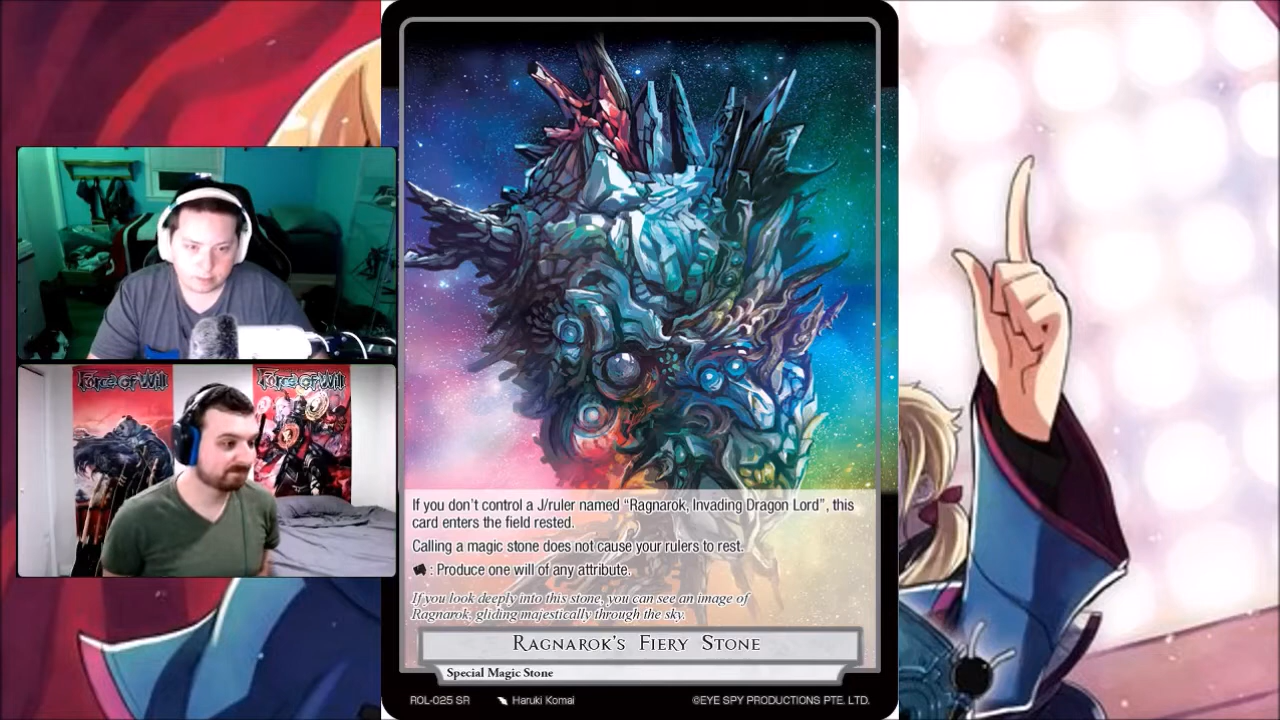 Force of Will
Force of Will
If you don't control a J/ruler named “Ragnarok, Invading Dragon Lord”, this
card enters the field rested.
Calling a magic stone does not cause your rulers to rest.
: Produce one will of any attribute.
If you look deeply into this stone, you can see an image of
Ragnarok, gliding majestically through the sky.
Ragnarok's Fiery Stone
Special Magic Stone
ROL-025 SR Haruki Komai ©EYE SPY PRODUCTIONS PTE. LTD.